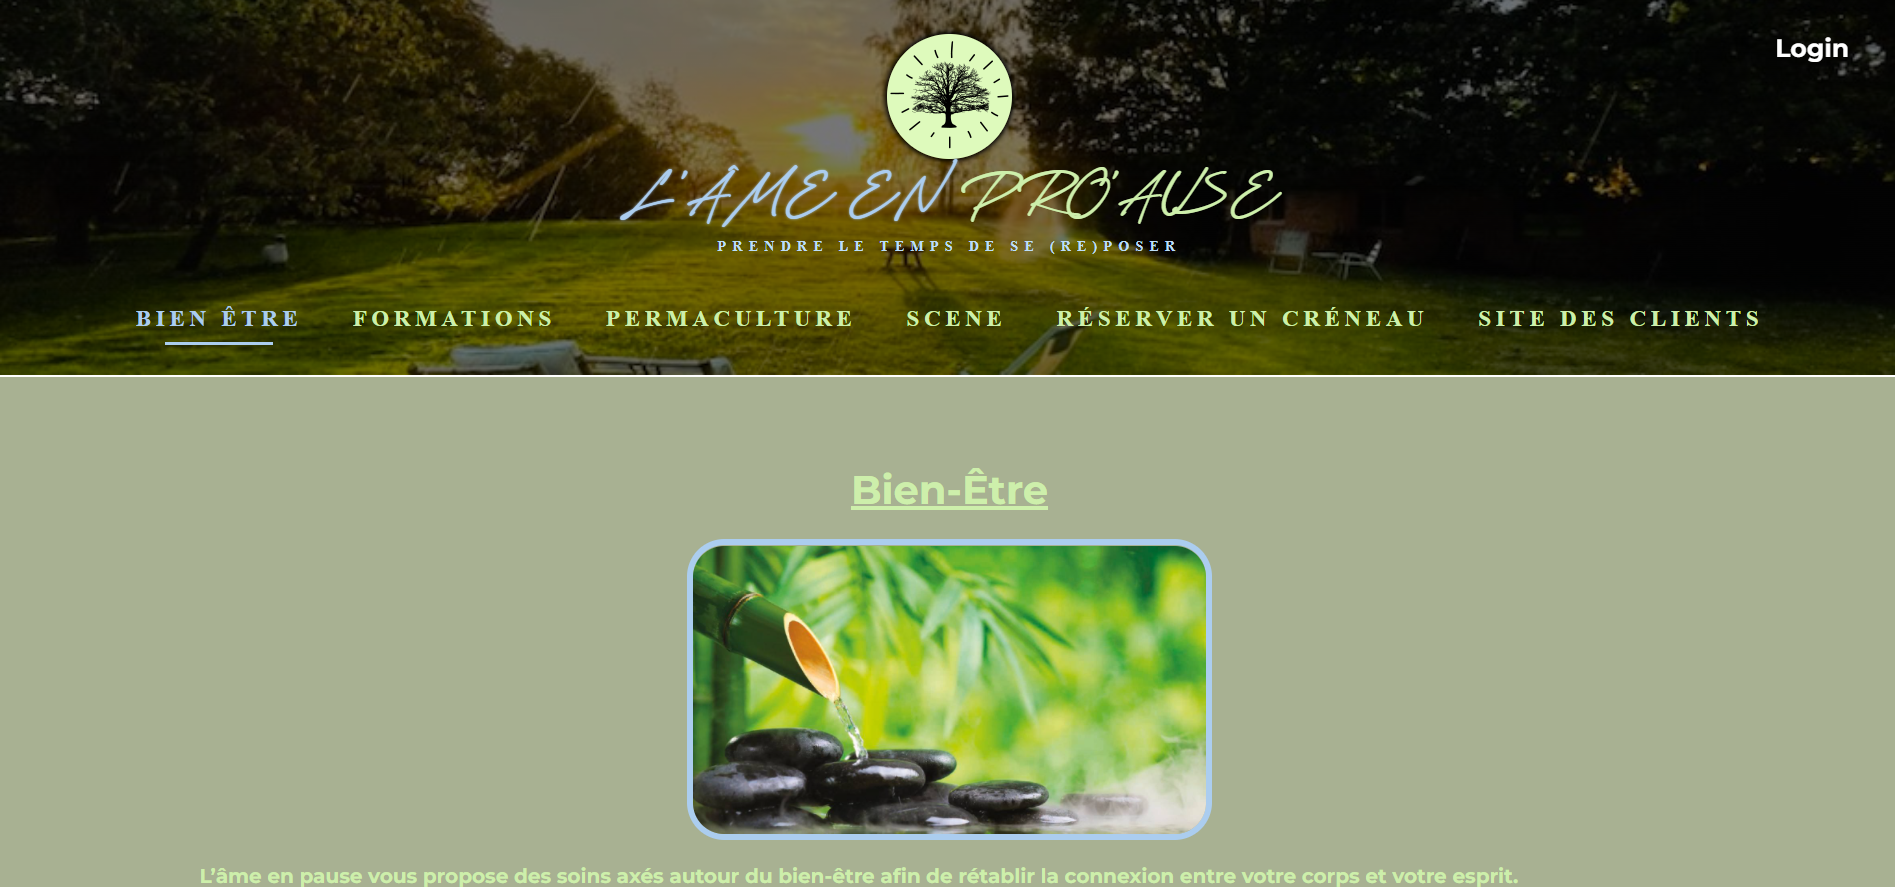 Login
L'ÂME EN PRO'AUSE
PRENDRE LE TEMPS DE SE (RE)POSER
BIEN ÊTRE FORMATIONS PERMACULTURE SCENE RÉSERVER UN CRÉNEAU SITE DES CLIENTS
Bien-Être
L'âme en pause vous propose des soins axés autour du bien-être afin de rétablir la connexion entre votre corps et votre esprit.